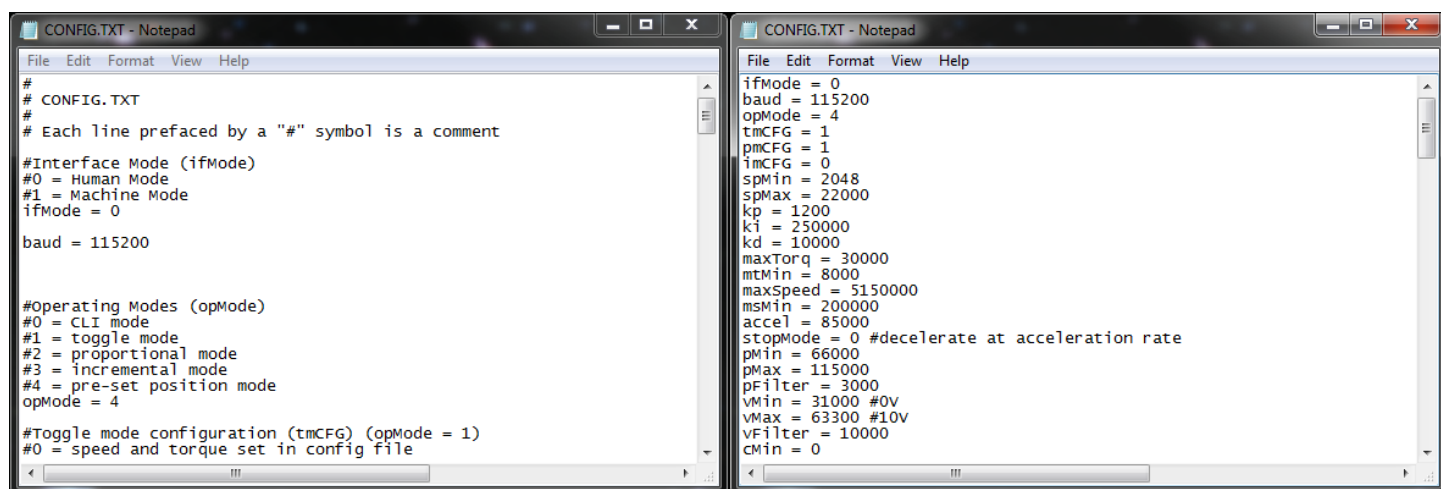 CONFIG.TXT - Notepad
File Edit Format View Help
#
# CONFIG.TXT
#
# Each line prefaced by a "#" symbol is a comment
#Interface Mode (ifMode)
#0 = Human Mode
#1 = Machine Mode
ifMode = 0
baud = 115200
#Operating Modes (opMode)
#0 = CLI mode
#1 = toggle mode
#2 = proportional mode
#3 = incremental mode
#4 = pre-set position mode
opMode = 4
#Toggle mode configuration (tmCFG) (opMode = 1)
#0 = speed and torque set in config file
CONFIG.TXT - Notepad
File Edit Format View Help
ifMode = 0
baud = 115200
opMode = 4
tmCFG = 1
pmCFG = 1
imCFG = 0
spMin = 2048
spMax = 22000
kp = 1200
ki = 250000
kd = 10000
maxTorq = 30000
mtMin = 8000
maxSpeed = 5150000
msMin = 200000
accel = 85000
stopMode = 0 #decelerate at acceleration rate
pMin = 66000
pMax = 115000
pFilter = 3000
vMin = 31000 #0V
vMax = 63300 #10V
vFilter = 10000
cMin = 0